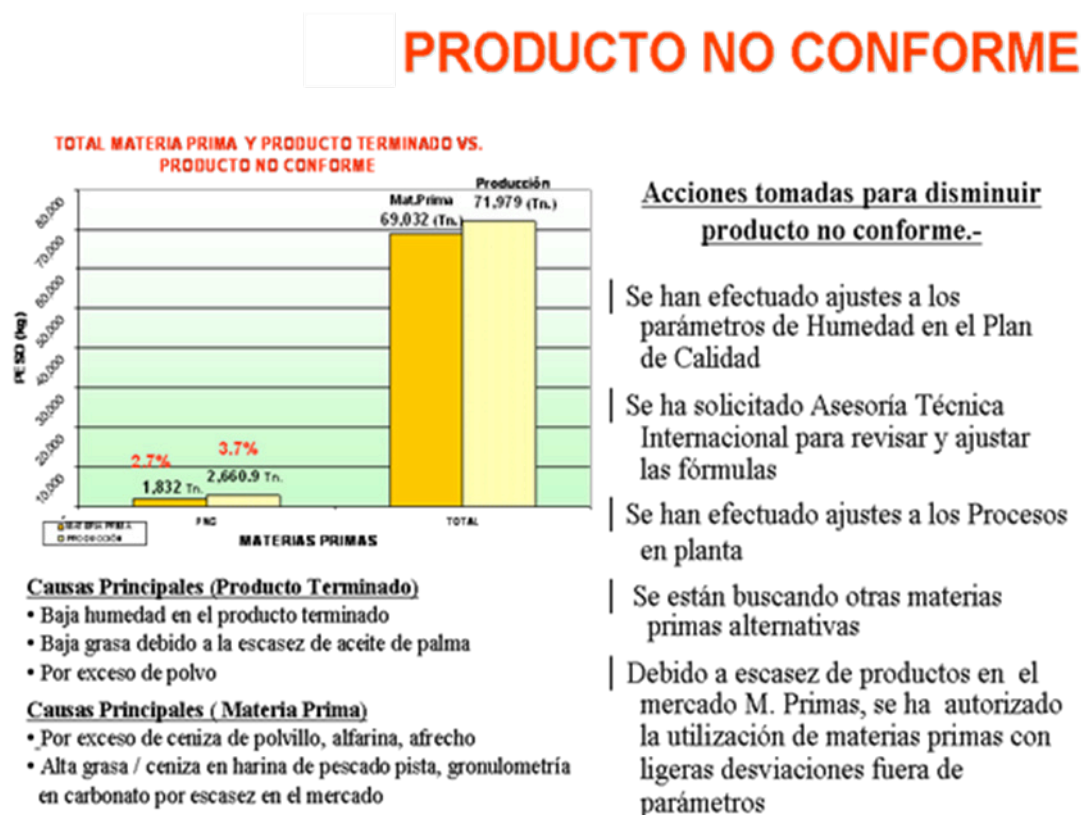 PRODUCTO NO CONFORME
TOTAL MATERIA PRIMA Y PRODUCTO TERMINADO VS.
PRODUCTO NO CONFORME
Producción
Mat.Prima
71,979 (Tn.)
69,032 (Tn.)
80,000
70,000
60,000
50,000
40,000
30,000
20,000
10,000
PESO (kg)
3.7%
2.7%
2,660.9 Tn.
1,832 Tn.
PNC
TOTAL
MATERIA PRIMA
PRODUCCIÓN
MATERIAS PRIMAS
Causas Principales (Producto Terminado)
• Baja humedad en el producto terminado
• Baja grasa debido a la escasez de aceite de palma
• Por exceso de polvo
Causas Principales ( Materia Prima)
• Por exceso de ceniza de polvillo, alfarina, afrecho
• Alta grasa / ceniza en harina de pescado pista, gronulometría
en carbonato por escasez en el mercado
Acciones tomadas para disminuir
producto no conforme.-
Se han efectuado ajustes a los
parámetros de Humedad en el Plan
de Calidad
Se ha solicitado Asesoría Técnica
Internacional para revisar y ajustar
las fórmulas
Se han efectuado ajustes a los Procesos
en planta
Se están buscando otras materias
primas alternativas
Debido a escasez de productos en el
mercado M. Primas, se ha autorizado
la utilización de materias primas con
ligeras desviaciones fuera de
parámetros